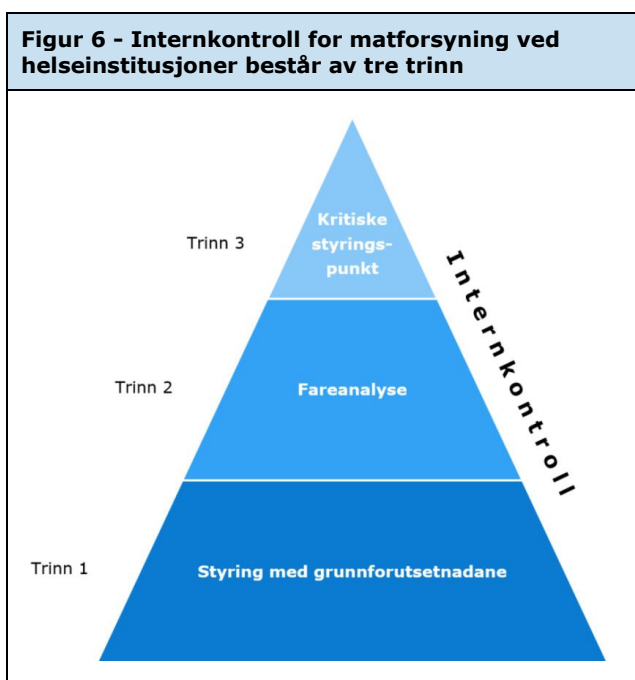 Figur 6 - Internkontroll for matforsyning ved
helseinstitusjoner består av tre trinn
Trinn 3
Kritiske
styrings-
punkt
Internkontroll
Trinn 2
Fareanalyse
Trinn 1
Styring med grunnforutsetnadane